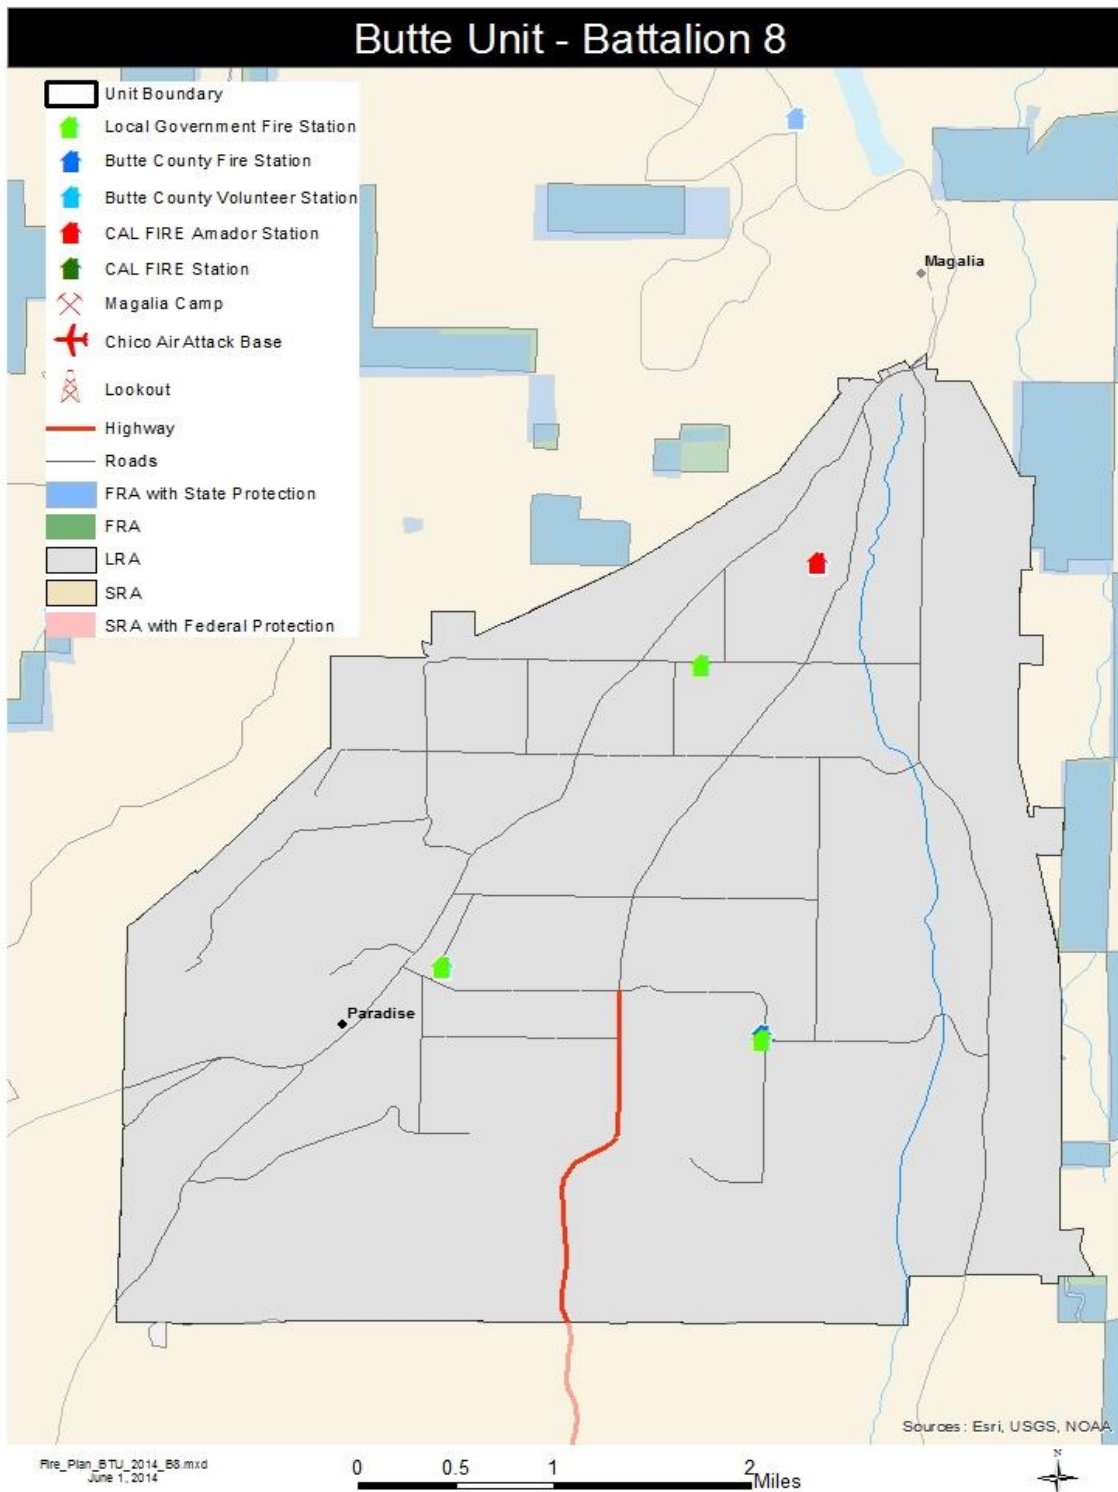 Butte Unit - Battalion 8
Unit Boundary
Local Government Fire Station
Butte County Fire Station
Butte County Volunteer Station
CAL FIRE Amador Station
CAL FIRE Station
Magalia Camp
Chico Air Attack Base
Lookout
Highway
Roads
FRA with State Protection
FRA
LRA
SRA
SRA with Federal Protection
Magalia
Paradise
Sources: Esri, USGS, NOAA
Fire_Plan_BTU_2014_B8.mxd
June 1, 2014
0 0.5 1 2 Miles
N